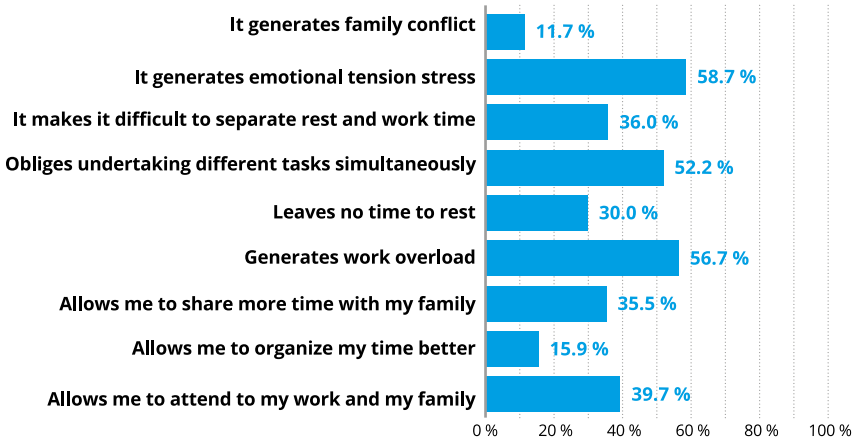 It generates family conflict 11.7 %
It generates emotional tension stress 58.7 %
It makes it difficult to separate rest and work time 36.0 %
Obliges undertaking different tasks simultaneously 52.2 %
Leaves no time to rest 30.0 %
Generates work overload 56.7 %
Allows me to share more time with my family 35.5 %
Allows me to organize my time better 15.9 %
Allows me to attend to my work and my family 39.7 %
0 % 20 % 40 % 60 % 80 % 100 %